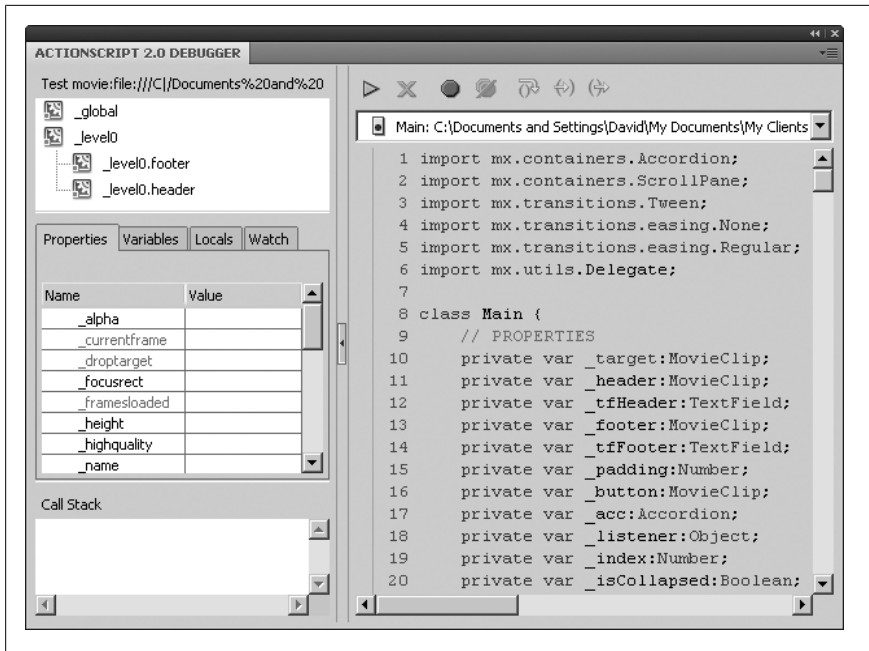 ACTIONSCRIPT 2.0 DEBUGGER
Test movie:file:///C|/Documents%20and%20
_global
_level0
_level0.footer
_level0.header
Properties Variables Locals Watch
Name Value
_alpha
_currentframe
_droptarget
_focusrect
_framesloaded
_height
_highquality
_name
Call Stack
Main: C:\Documents and Settings\David\My Documents\My Clients
1 import mx.containers.Accordion;
2 import mx.containers.ScrollPane;
3 import mx.transitions.Tween;
4 import mx.transitions.easing.None;
5 import mx.transitions.easing.Regular;
6 import mx.utils.Delegate;
7
8 class Main {
9 // PROPERTIES
10 private var _target:MovieClip;
11 private var _header:MovieClip;
12 private var _tfHeader:TextField;
13 private var _footer:MovieClip;
14 private var _tfFooter:TextField;
15 private var _padding:Number;
16 private var _button:MovieClip;
17 private var _acc:Accordion;
18 private var _listener:Object;
19 private var _index:Number;
20 private var _isCollapsed:Boolean;